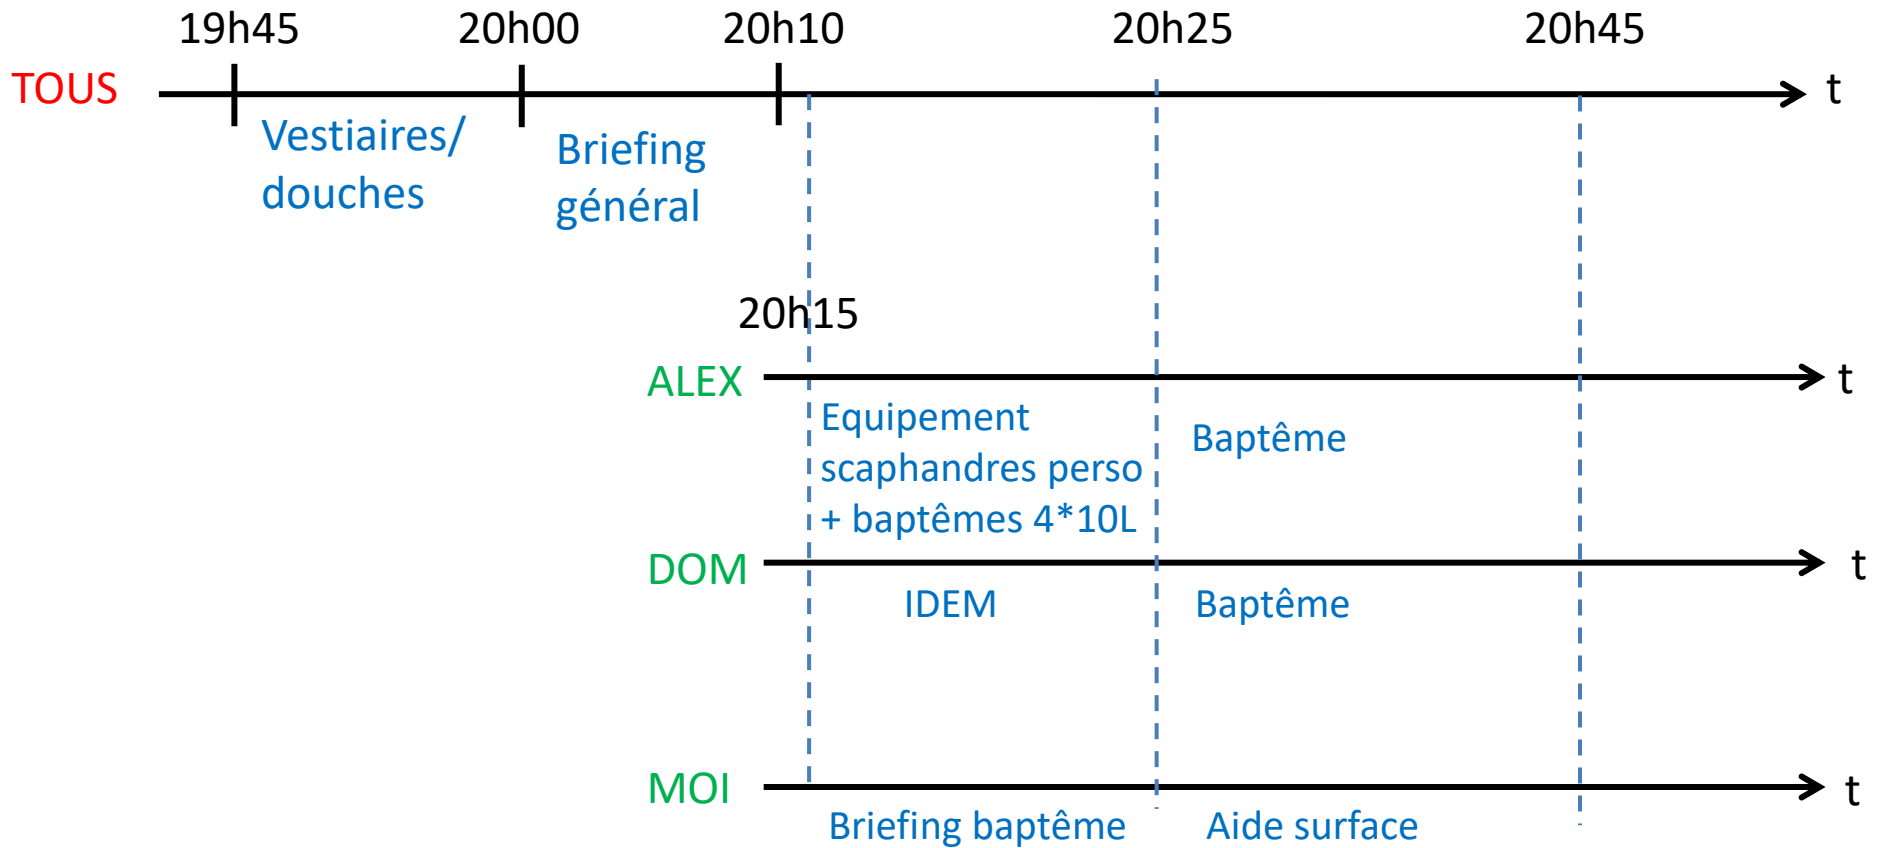 19h45 20h00 20h10 20h25 20h45
TOUS t
Vestiaires/
douches
Briefing
général
20h15
ALEX t
Equipement
scaphandres perso
+ baptêmes 4*10L
Baptême
DOM t
IDEM Baptême
MOI t
Briefing baptême Aide surface